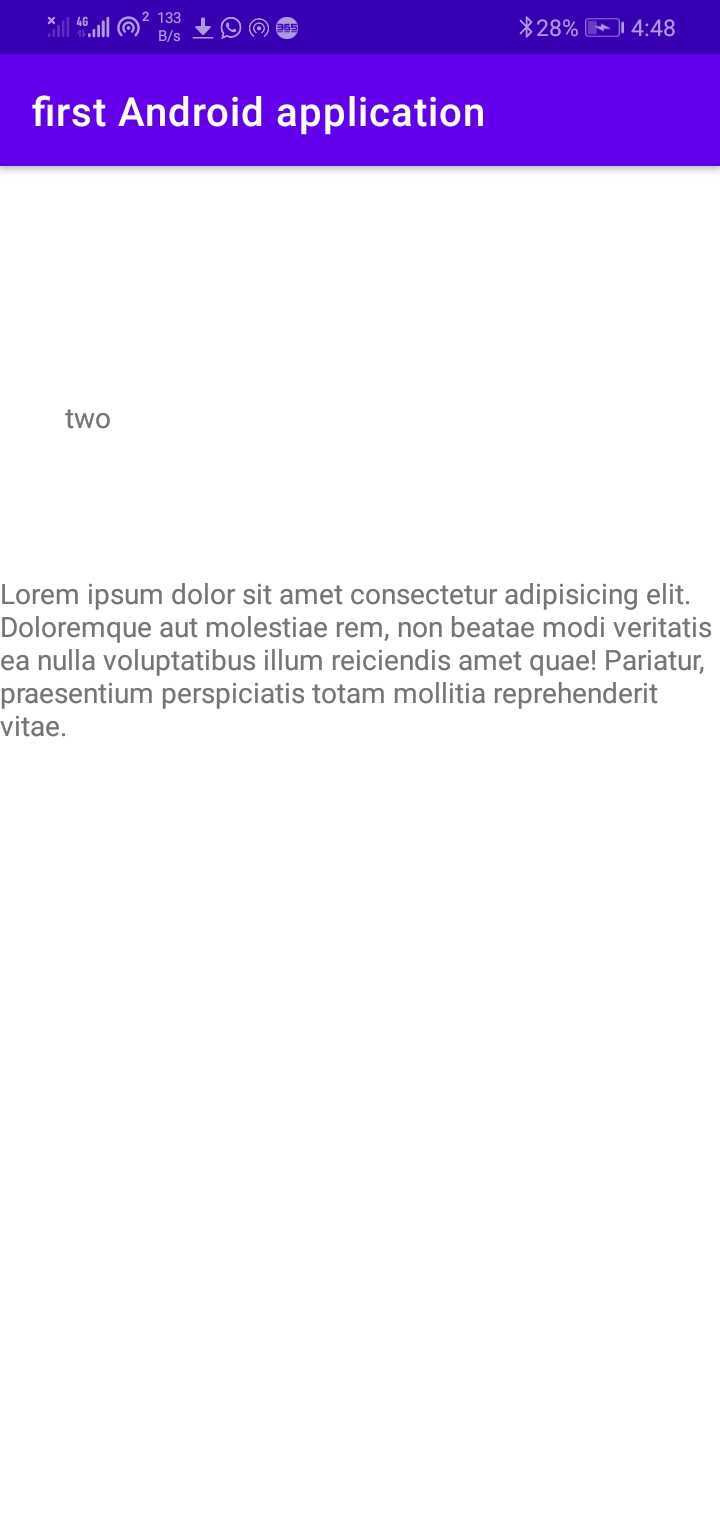 4G 2 133 B/s 365 28% 4:48
first Android application
two
Lorem ipsum dolor sit amet consectetur adipisicing elit.
Doloremque aut molestiae rem, non beatae modi veritatis
ea nulla voluptatibus illum reiciendis amet quae! Pariatur,
praesentium perspiciatis totam mollitia reprehenderit
vitae.